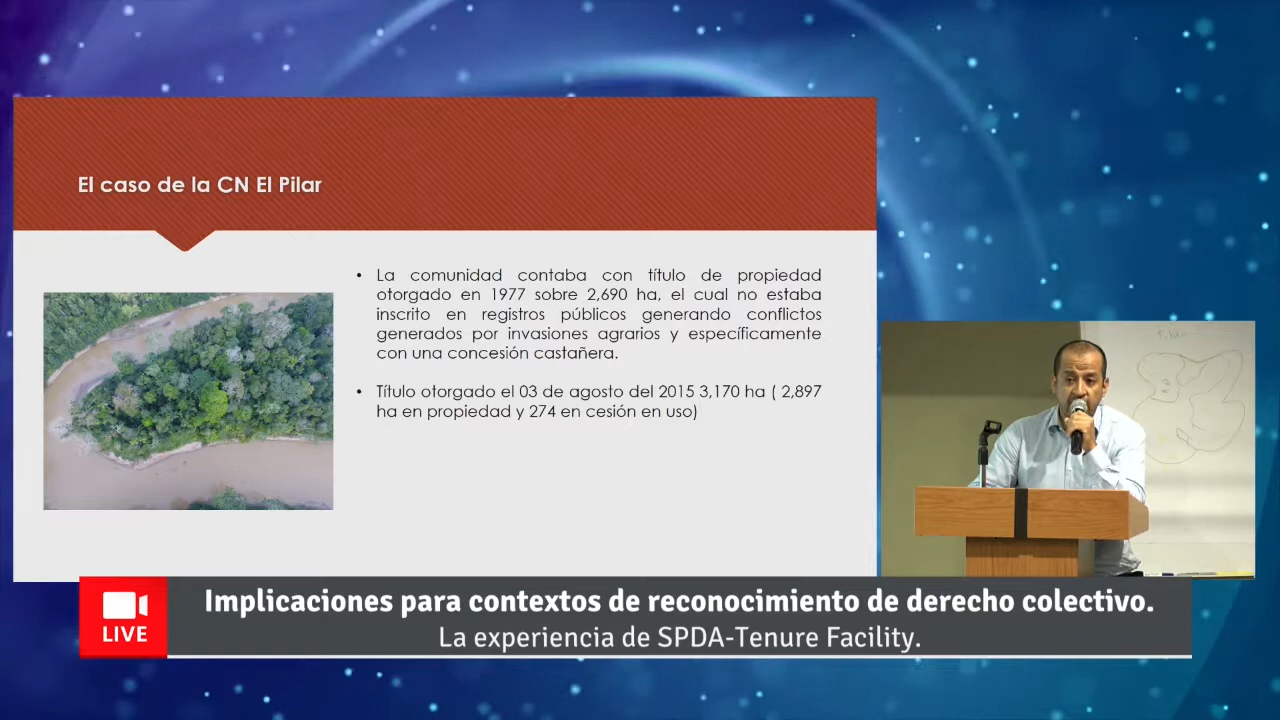 El caso de la CN El Pilar
• La comunidad contaba con título de propiedad
otorgado en 1977 sobre 2,690 ha, el cual no estaba
inscrito en registros públicos generando conflictos
generados por invasiones agrarios y específicamente
con una concesión castañera.
• Título otorgado el 03 de agosto del 2015 3,170 ha ( 2,897
ha en propiedad y 274 en cesión en uso)
LIVE
Implicaciones para contextos de reconocimiento de derecho colectivo.
La experiencia de SPDA-Tenure Facility.